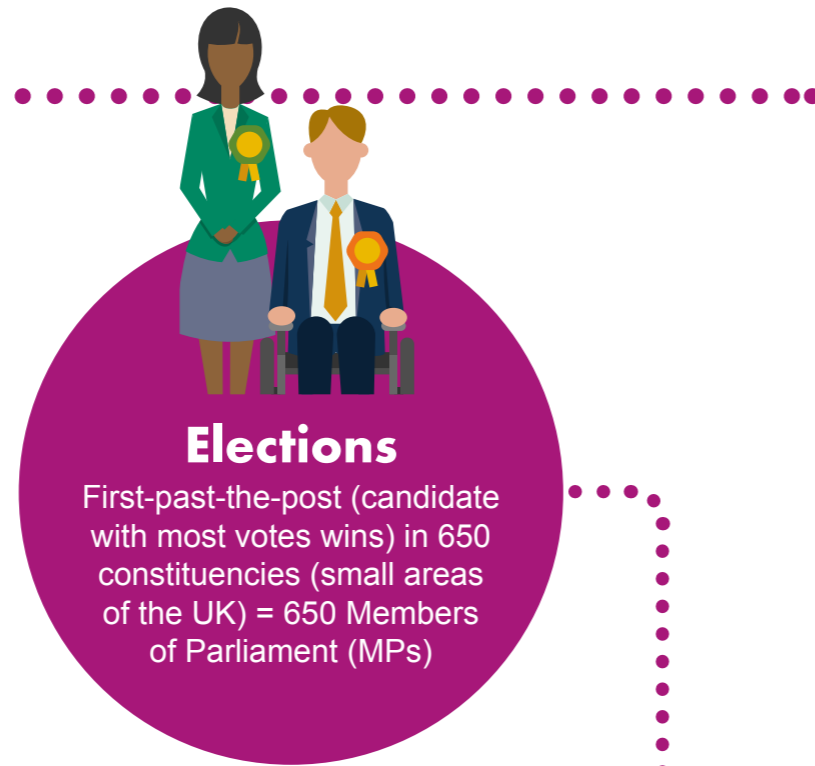 Elections
First-past-the-post (candidate
with most votes wins) in 650
constituencies (small areas
of the UK) = 650 Members
of Parliament (MPs)